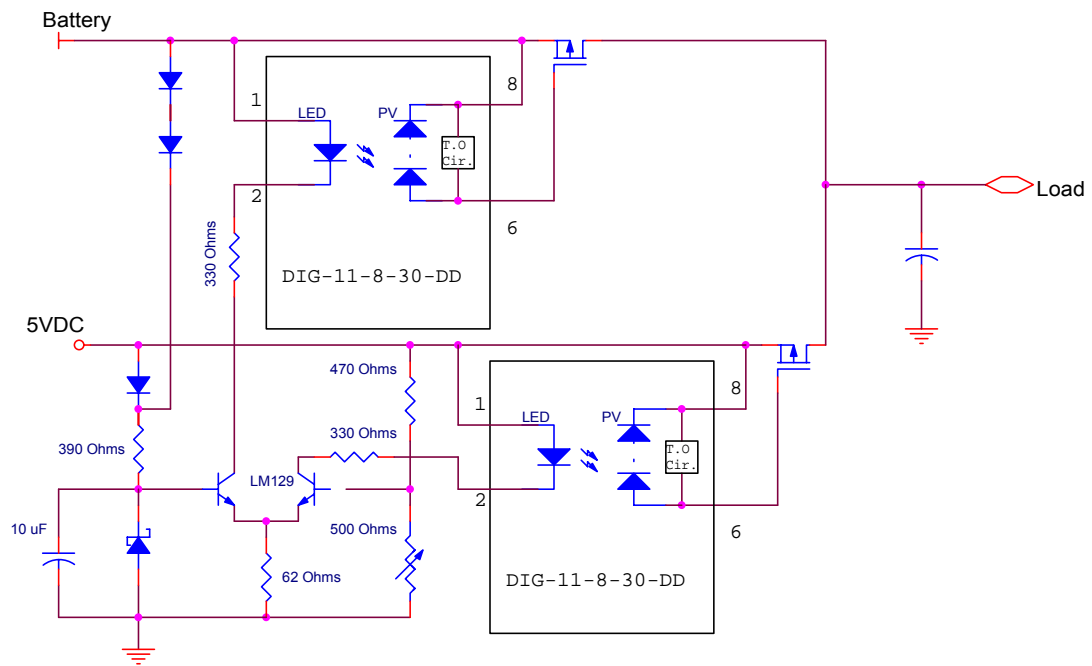 Battery
1
LED
PV
8
T.O
Cir.
2
6
330 Ohms
DIG-11-8-30-DD
Load
5VDC
470 Ohms
1
LED
PV
8
390 Ohms
330 Ohms
T.O
Cir.
LM129
2
6
10 uF
500 Ohms
62 Ohms
DIG-11-8-30-DD